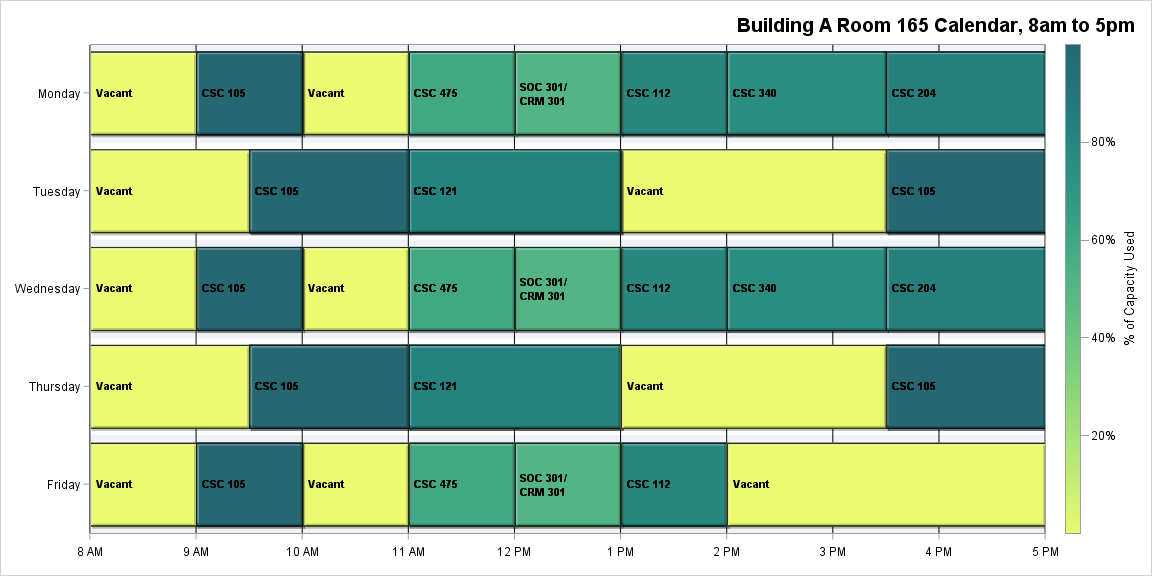 Building A Room 165 Calendar, 8am to 5pm
Monday
Vacant
CSC 105
Vacant
CSC 475
SOC 301/
CRM 301
CSC 112
CSC 340
CSC 204
Tuesday
Vacant
CSC 105
CSC 121
Vacant
CSC 105
Wednesday
Vacant
CSC 105
Vacant
CSC 475
SOC 301/
CRM 301
CSC 112
CSC 340
CSC 204
Thursday
Vacant
CSC 105
CSC 121
Vacant
CSC 105
Friday
Vacant
CSC 105
Vacant
CSC 475
SOC 301/
CRM 301
CSC 112
Vacant
8 AM
9 AM
10 AM
11 AM
12 PM
1 PM
2 PM
3 PM
4 PM
5 PM
80%
60%
40%
20%
% of Capacity Used